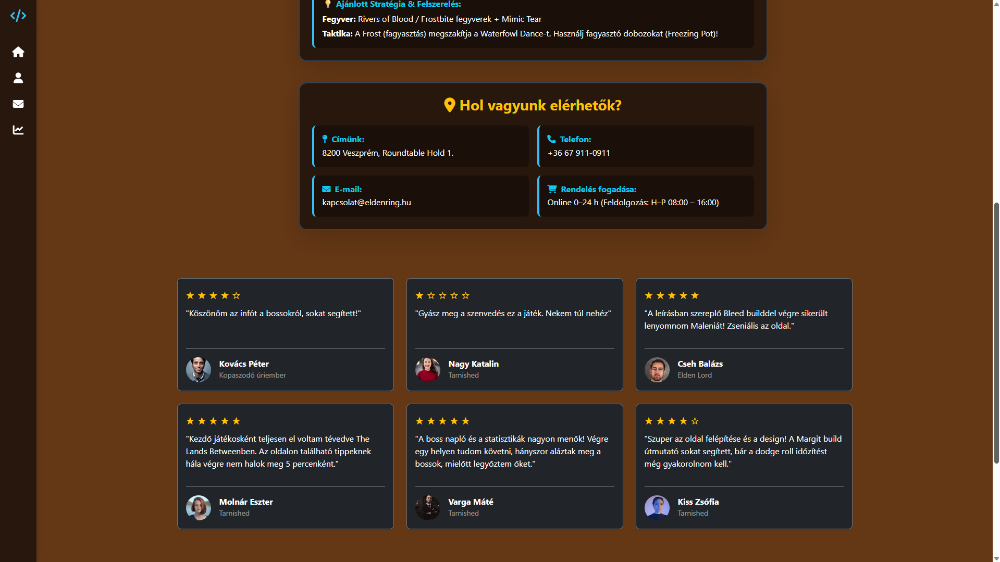 Ajánlott Stratégia & Felszerelés:
Fegyver: Rivers of Blood / Frostbite fegyverek + Mimic Tear
Taktika: A Frost (fagyasztás) megszakítja a Waterfowl Dance-t. Használj fagyasztó dobozokat (Freezing Pot)!
Hol vagyunk elérhetők?
Címünk:
8200 Veszprém, Roundtable Hold 1.
Telefon:
+36 67 911-0911
E-mail:
kapcsolat@eldenring.hu
Rendelés fogadása:
Online 0–24 h (Feldolgozás: H–P 08:00 – 16:00)
"Köszönöm az infót a bossokról, sokat segített!"
Kovács Péter
Kopaszodó úriember
"Gyász meg a szenvedés ez a játék. Nekem túl nehéz"
Nagy Katalin
Tarnished
"A leírásban szereplő Bleed builddel végre sikerült
lenyomnom Maleniát! Zseniális az oldal."
Cseh Balázs
Elden Lord
"Kezdő játékosként teljesen el voltam tévedve The
Lands Betweenben. Az oldalon található tippeknek
hála végre nem halok meg 5 percenként."
Molnár Eszter
Tarnished
"A boss napló és a statisztikák nagyon menők! Végre
egy helyen tudom követni, hányszor aláztak meg a
bossok, mielőtt legyőztem őket."
Varga Máté
Tarnished
"Szuper az oldal felépítése és a design! A Margit build
útmutató sokat segített, bár a dodge roll időzítést
még gyakorolnom kell."
Kiss Zsófia
Tarnished